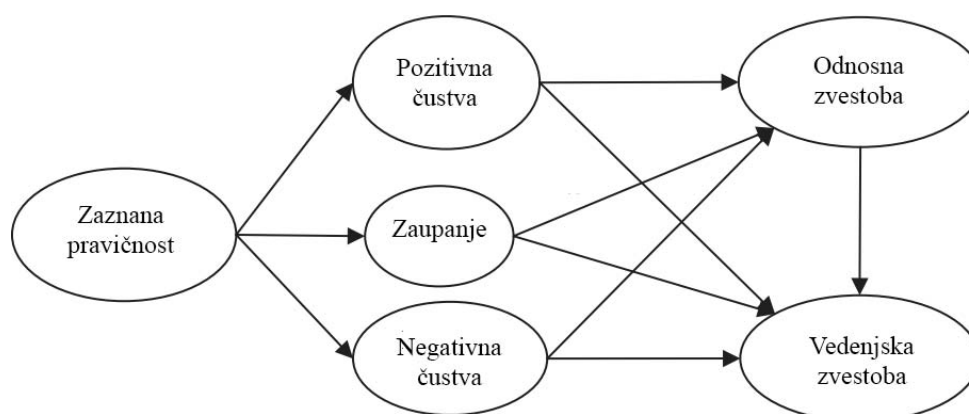 Pozitivna
čustva
Odnosna
zvestoba
Zaznana
pravičnost
Zaupanje
Negativna
čustva
Vedenjska
zvestoba